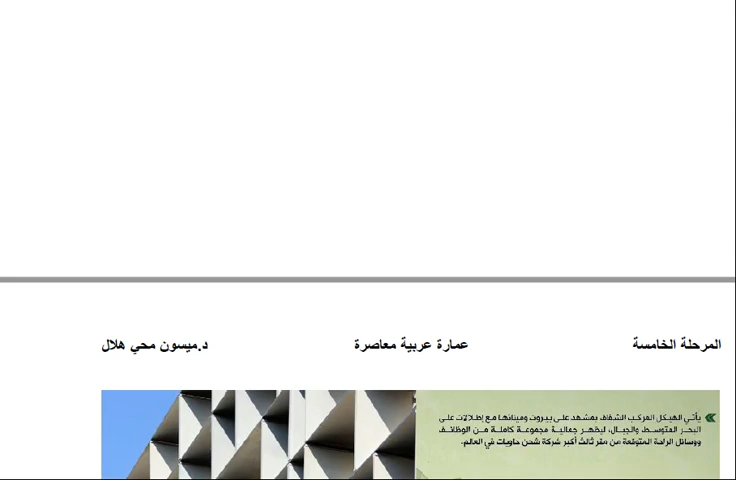 المرحلة الخامسة عمارة عربية معاصرة د.ميسون محي هلال
يأتي الهيكل المركب الشفاف، بمشهد على بيروت ومينائها مع إطلالات على
البحر المتوسط والجبال، ليظهر جمالية مجموعة كاملة من الوظائف
ووسائل الراحة المتوقعة من مقر ثالث أكبر شركة شحن حاويات في العالم.